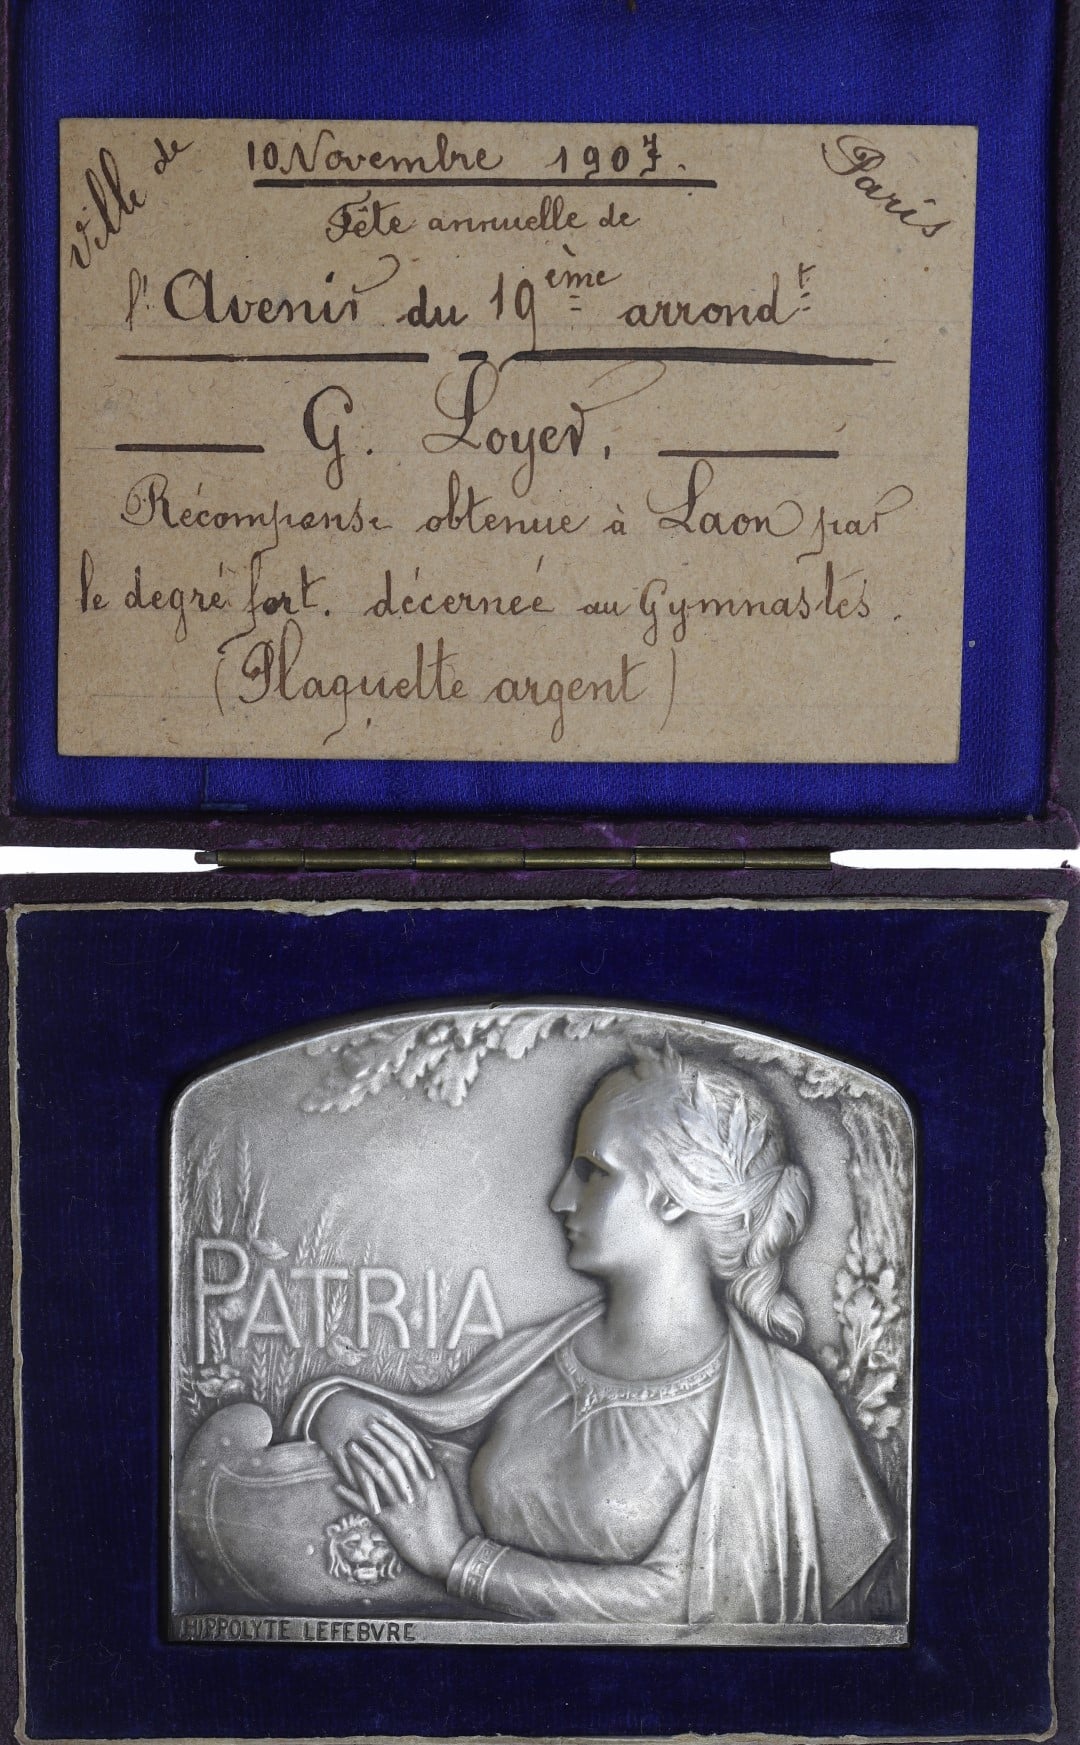 Ville de Paris
10 Novembre 1907.
Fête annuelle de
l'Avenir du 19ème arrondt
G. Loyer,
Récompense obtenue à Laon par
le degré fort. décerneé au Gymnastes.
(Plaquette argent)
PATRIA
HIPPOLYTE LEFEBVRE